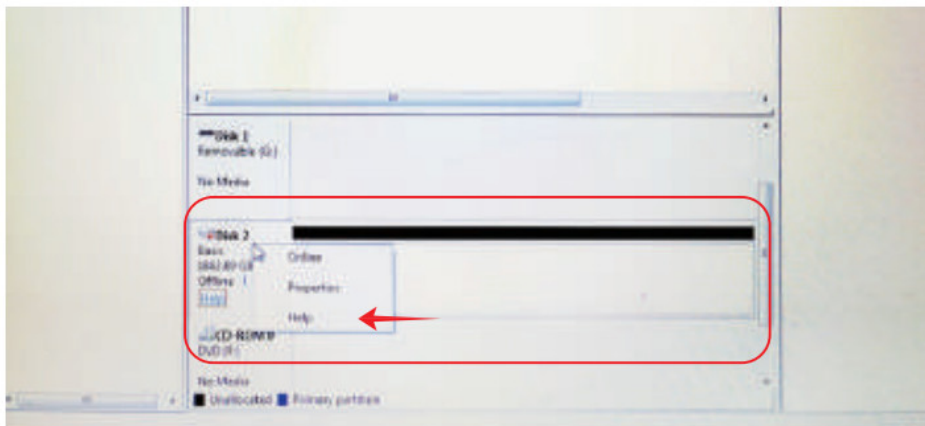 Disk 1
Removable (G:)
No Media
Disk 2
Basic
Offline
Help
Online
Properties
Help
CD-ROM 0
No Media
Unallocated
Primary partition